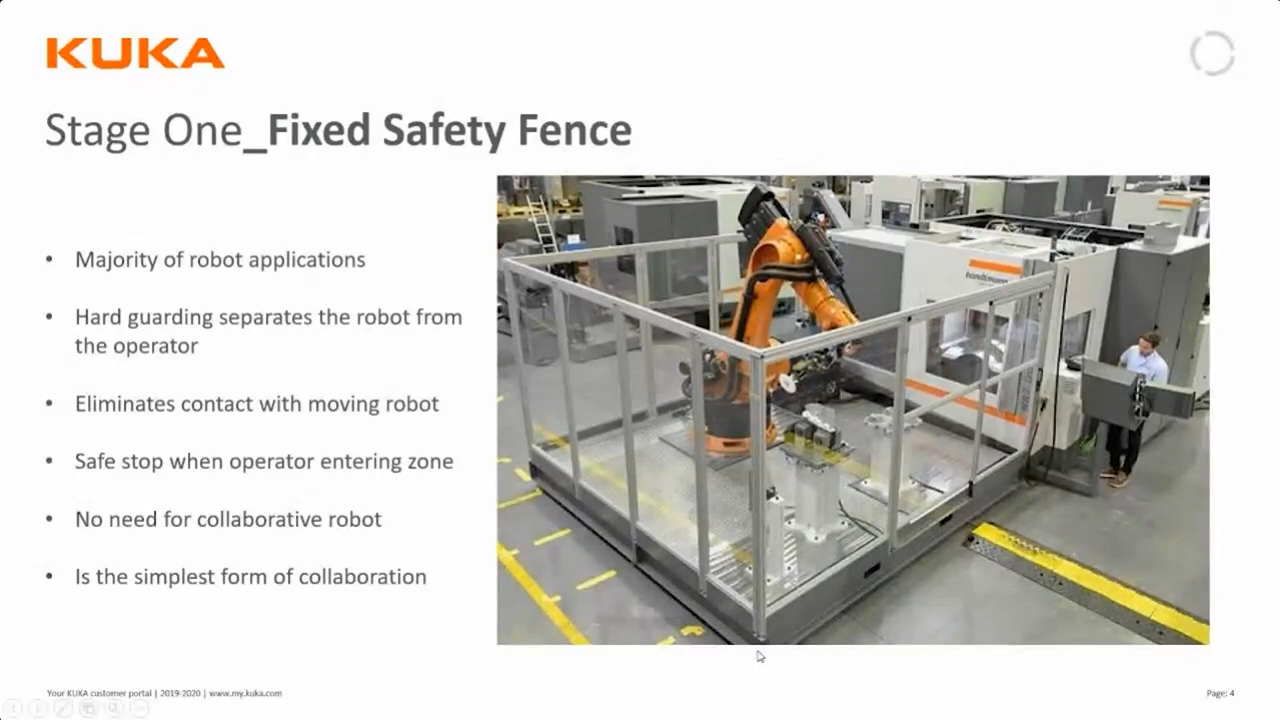 KUKA
Stage One_Fixed Safety Fence
• Majority of robot applications
• Hard guarding separates the robot from
the operator
• Eliminates contact with moving robot
• Safe stop when operator entering zone
• No need for collaborative robot
• Is the simplest form of collaboration
handtmann
Your KUKA customer portal | 2019-2020 | www.my.kuka.com
Page: 4